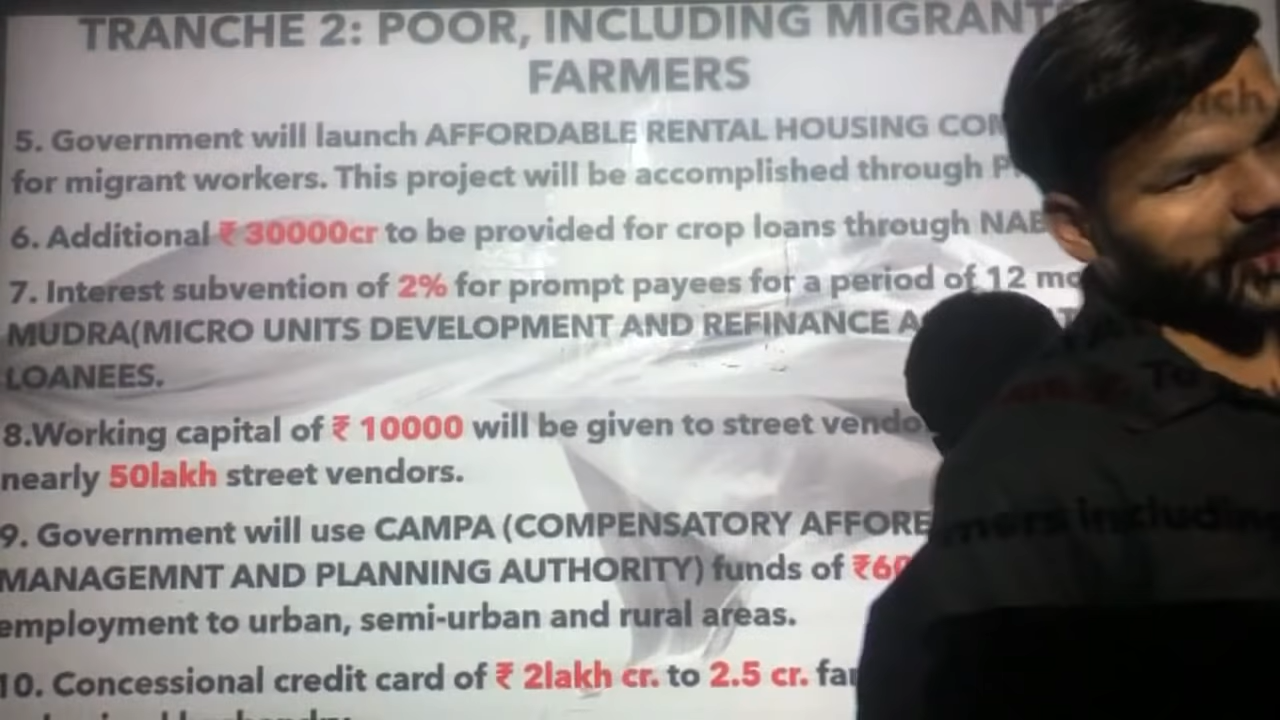 TRANCHE 2: POOR, INCLUDING
FARMERS
5. Government will launch AFFORDABLE RENTAL HOUSING
for migrant workers. This project will be accomplished through
6. Additional ₹ 30000cr to be provided for crop loans through
7. Interest subvention of 2% for prompt payees for a period of 12
MUDRA(MICRO UNITS DEVELOPMENT AND REFINANCE
LOANEES.
8.Working capital of ₹ 10000 will be given to street
nearly 50lakh street vendors.
9. Government will use CAMPA (COMPENSATORY
including
MANAGEMNT AND PLANNING AUTHORITY) funds of
employment to urban, semi-urban and rural areas.
10. Concessional credit card of ₹ 2lakh cr. to 2.5 cr.